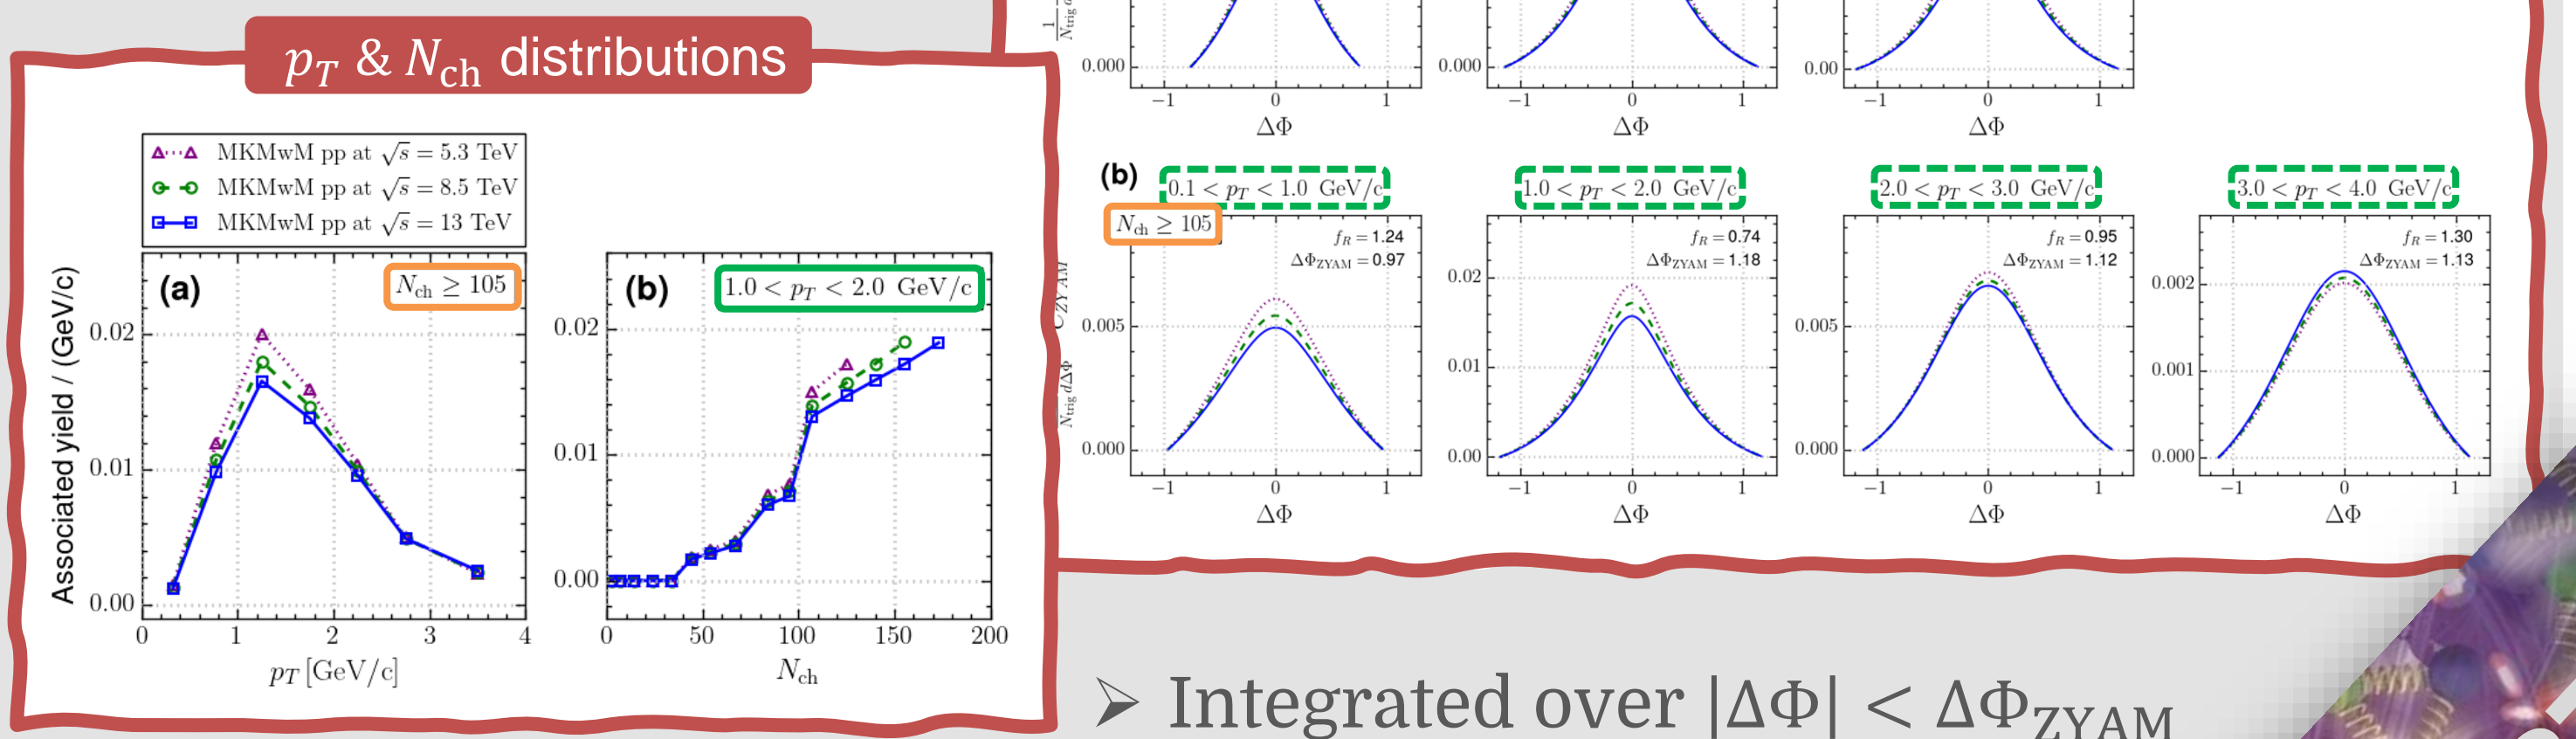 p_T & N_ch distributions
MKMwM pp at √s = 5.3 TeV
MKMwM pp at √s = 8.5 TeV
MKMwM pp at √s = 13 TeV
(a)
N_ch ≥ 105
Associated yield / (GeV/c)
0.02
0.01
0.00
0 1 2 3 4
p_T [GeV/c]
(b)
1.0 < p_T < 2.0 GeV/c
0.02
0.01
0.00
0 50 100 150 200
N_ch
0.000
−1 0 1
ΔΦ
0.000
−1 0 1
ΔΦ
0.00
−1 0 1
ΔΦ
(b)
0.1 < p_T < 1.0 GeV/c
N_ch ≥ 105
f_R = 1.24
ΔΦ_ZYAM = 0.97
0.005
0.000
−1 0 1
ΔΦ
1.0 < p_T < 2.0 GeV/c
f_R = 0.74
ΔΦ_ZYAM = 1.18
0.02
0.01
0.00
−1 0 1
ΔΦ
2.0 < p_T < 3.0 GeV/c
f_R = 0.95
ΔΦ_ZYAM = 1.12
0.005
0.000
−1 0 1
ΔΦ
3.0 < p_T < 4.0 GeV/c
f_R = 1.30
ΔΦ_ZYAM = 1.13
0.002
0.001
0.000
−1 0 1
ΔΦ
➢ Integrated over |ΔΦ| < ΔΦ_ZYAM